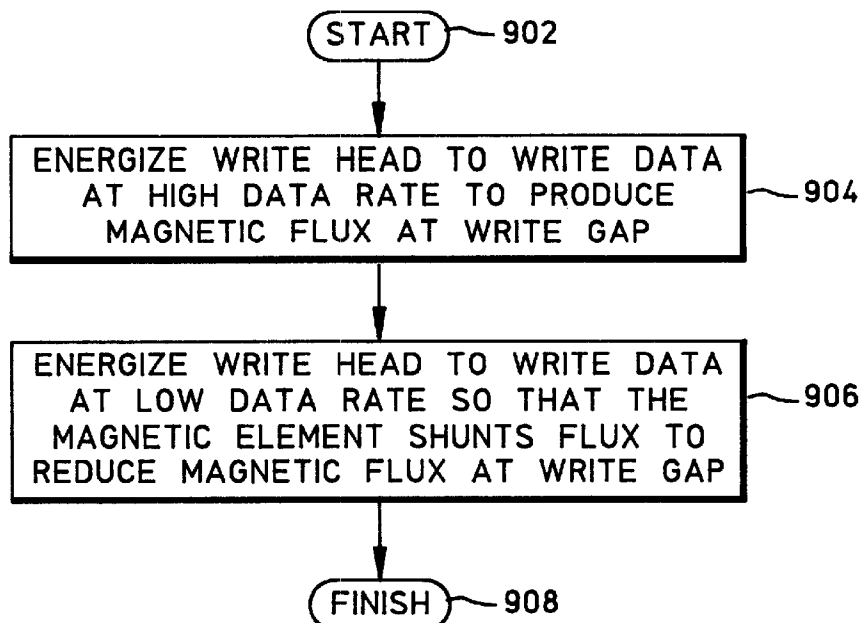 START 902
ENERGIZE WRITE HEAD TO WRITE DATA
AT HIGH DATA RATE TO PRODUCE
MAGNETIC FLUX AT WRITE GAP
904
ENERGIZE WRITE HEAD TO WRITE DATA
AT LOW DATA RATE SO THAT THE
MAGNETIC ELEMENT SHUNTS FLUX TO
REDUCE MAGNETIC FLUX AT WRITE GAP
906
FINISH 908